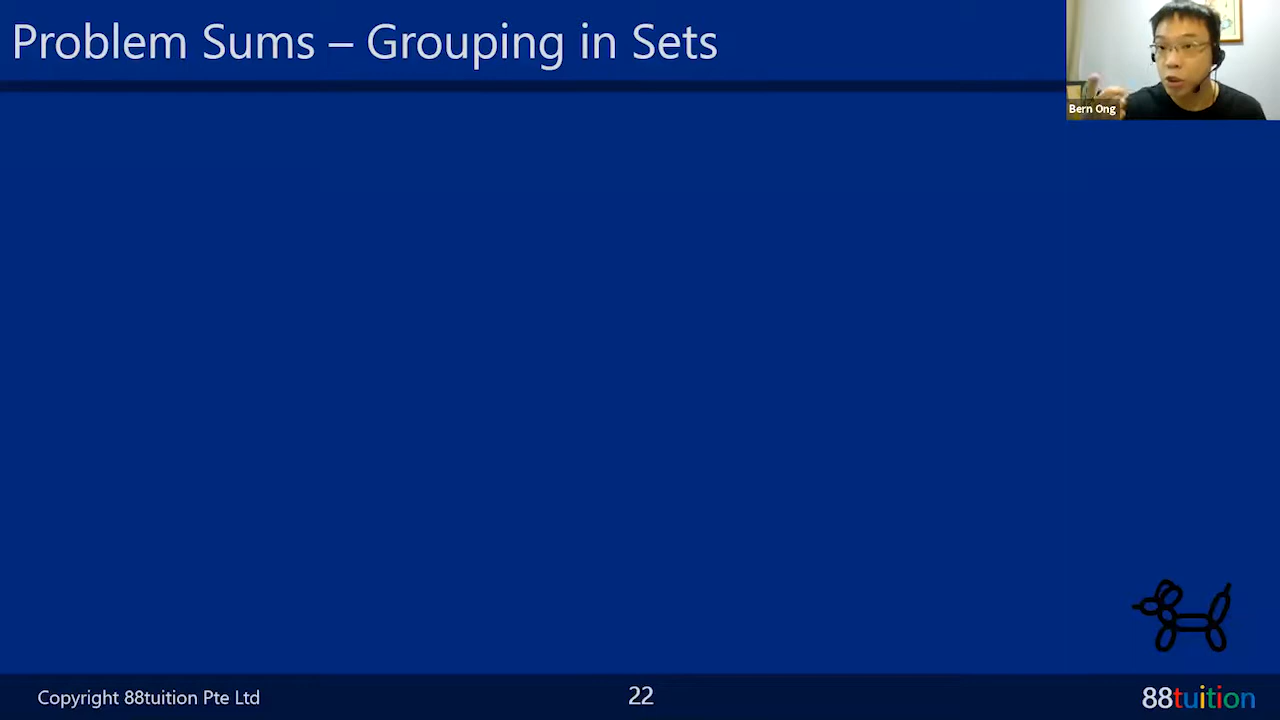 Problem Sums – Grouping in Sets
Bern Ong
Copyright 88tuition Pte Ltd
22
88tuition